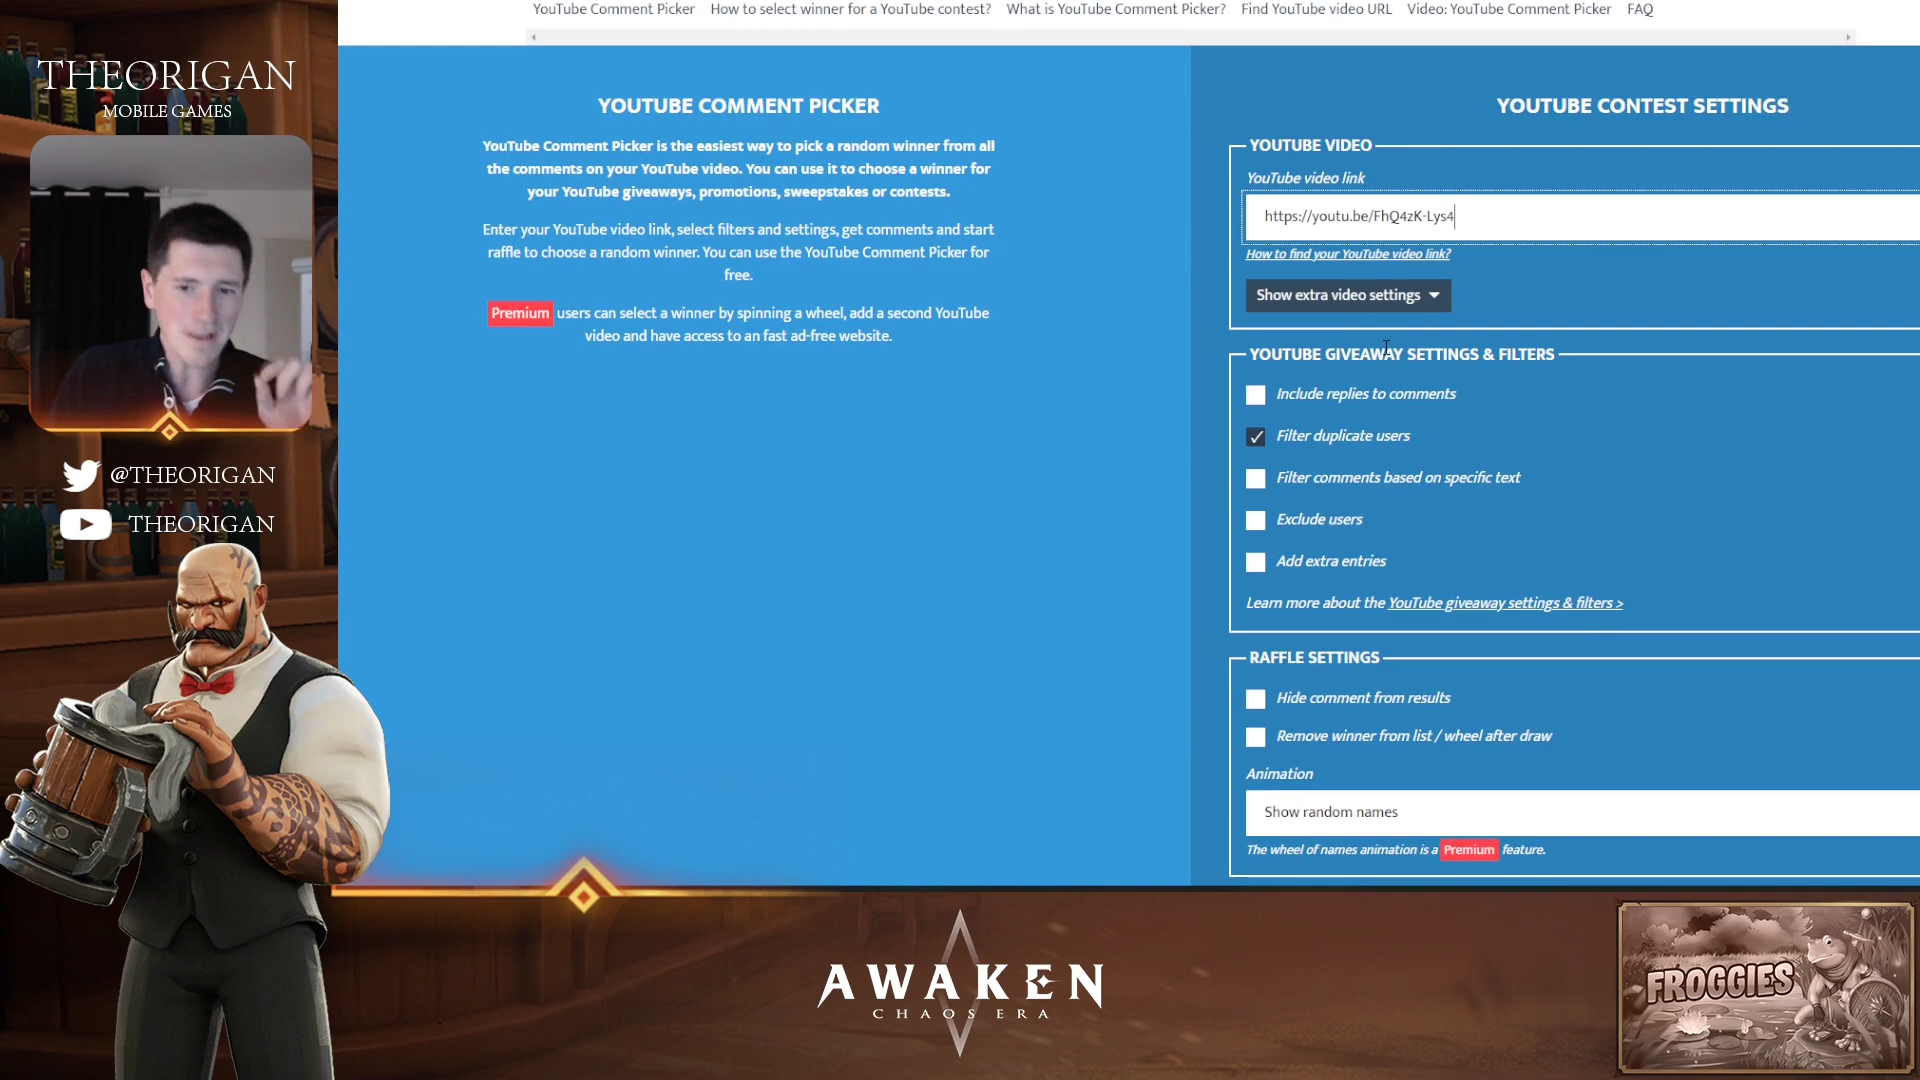 YouTube Comment Picker How to select winner for a YouTube contest? What is YouTube Comment Picker? Find YouTube video URL Video: YouTube Comment Picker FAQ
THEORIGAN
MOBILE GAMES
@THEORIGAN
THEORIGAN
YOUTUBE COMMENT PICKER
YouTube Comment Picker is the easiest way to pick a random winner from all
the comments on your YouTube video. You can use it to choose a winner for
your YouTube giveaways, promotions, sweepstakes or contests.
Enter your YouTube video link, select filters and settings, get comments and start
raffle to choose a random winner. You can use the YouTube Comment Picker for
free.
Premium users can select a winner by spinning a wheel, add a second YouTube
video and have access to an fast ad-free website.
YOUTUBE CONTEST SETTINGS
YOUTUBE VIDEO
YouTube video link
https://youtu.be/FhQ4zK-Lys4
How to find your YouTube video link?
Show extra video settings
YOUTUBE GIVEAWAY SETTINGS & FILTERS
Include replies to comments
Filter duplicate users
Filter comments based on specific text
Exclude users
Add extra entries
Learn more about the YouTube giveaway settings & filters >
RAFFLE SETTINGS
Hide comment from results
Remove winner from list / wheel after draw
Animation
Show random names
The wheel of names animation is a Premium feature.
AWAKEN
CHAOS ERA
FROGGIES